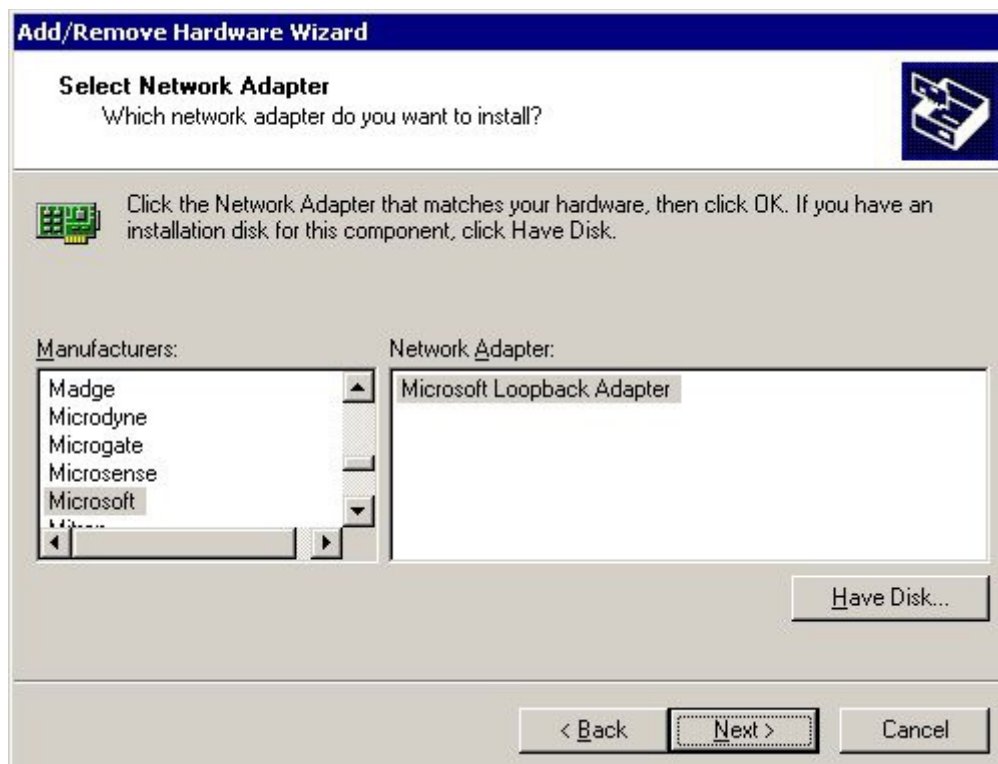 Add/Remove Hardware Wizard
Select Network Adapter
Which network adapter do you want to install?
Click the Network Adapter that matches your hardware, then click OK. If you have an
installation disk for this component, click Have Disk.
Manufacturers:
Madge
Microdyne
Microgate
Microsense
Microsoft
Network Adapter:
Microsoft Loopback Adapter
Have Disk...
< Back
Next >
Cancel